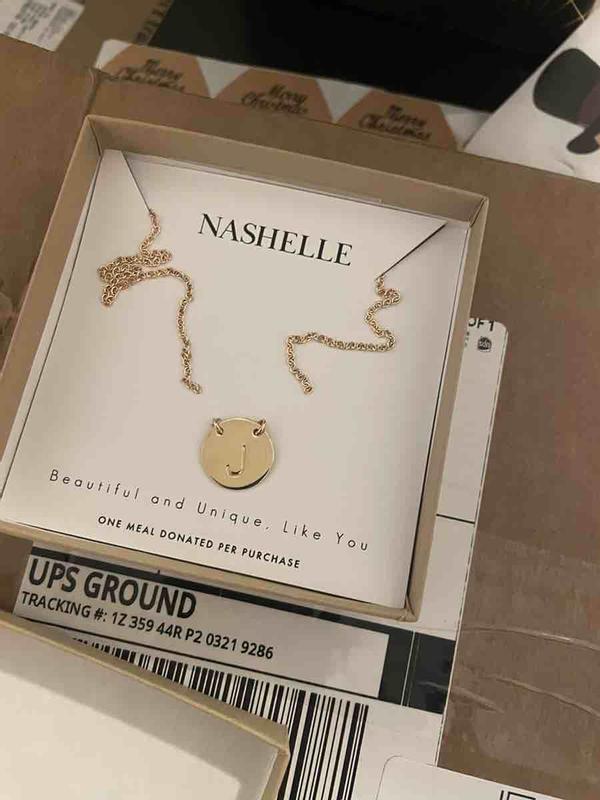 Merry
Christmas
Merry
Christmas
Merry
Christmas
NASHELLE
J
Beautiful and Unique, Like You
ONE MEAL DONATED PER PURCHASE
UPS GROUND
TRACKING #: 1Z 359 44R P2 0321 9286